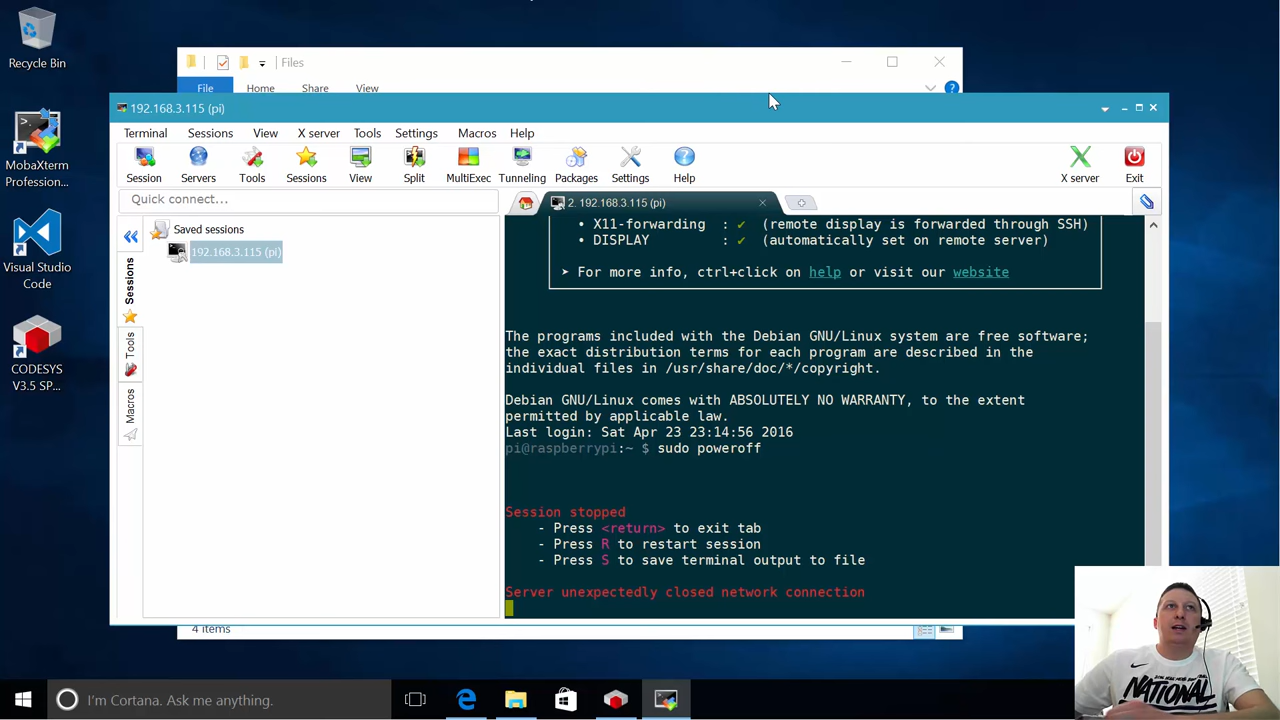 Recycle Bin
MobaXterm
Profession...
Visual Studio
Code
CODESYS
V3.5 SP...
Files
File Home Share View
192.168.3.115 (pi)
Terminal Sessions View X server Tools Settings Macros Help
Session Servers Tools Sessions View Split MultiExec Tunneling Packages Settings Help X server Exit
Quick connect...
2. 192.168.3.115 (pi)
Saved sessions
192.168.3.115 (pi)
Sessions
Tools
Macros
• X11-forwarding : ✔ (remote display is forwarded through SSH)
• DISPLAY : ✔ (automatically set on remote server)
➤ For more info, ctrl+click on help or visit our website
The programs included with the Debian GNU/Linux system are free software;
the exact distribution terms for each program are described in the
individual files in /usr/share/doc/*/copyright.
Debian GNU/Linux comes with ABSOLUTELY NO WARRANTY, to the extent
permitted by applicable law.
Last login: Sat Apr 23 23:14:56 2016
pi@raspberrypi:~ $ sudo poweroff
Session stopped
- Press <return> to exit tab
- Press R to restart session
- Press S to save terminal output to file
Server unexpectedly closed network connection
4 items
I'm Cortana. Ask me anything.
NATIONAL